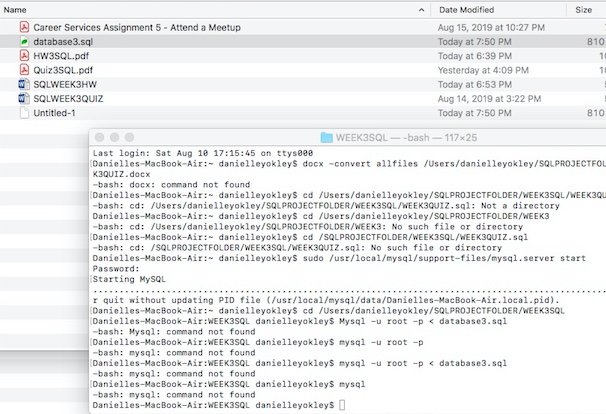 Name Date Modified Size
Career Services Assignment 5 - Attend a Meetup Aug 15, 2019 at 10:27 PM
database3.sql Today at 7:50 PM 810
HW3SQL.pdf Today at 6:39 PM
Quiz3SQL.pdf Yesterday at 4:09 PM
SQLWEEK3HW Today at 6:53 PM
SQLWEEK3QUIZ Aug 14, 2019 at 3:22 PM
Untitled-1 Today at 7:50 PM 810
WEEK3SQL — -bash — 117×25
Last login: Sat Aug 10 17:15:45 on ttys000
[Danielles-MacBook-Air:~ danielleyokley$ docx -convert allfiles /Users/danielleyokley/SQLPROJECTFOL
K3QUIZ.docx
-bash: docx: command not found
[Danielles-MacBook-Air:~ danielleyokley$ cd /Users/danielleyokley/SQLPROJECTFOLDER/WEEK3SQL/WEEK3QU
-bash: cd: /Users/danielleyokley/SQLPROJECTFOLDER/WEEK3SQL/WEEK3QUIZ.sql: Not a directory
[Danielles-MacBook-Air:~ danielleyokley$ cd /Users/danielleyokley/SQLPROJECTFOLDER/WEEK3
-bash: cd: /Users/danielleyokley/SQLPROJECTFOLDER/WEEK3: No such file or directory
[Danielles-MacBook-Air:~ danielleyokley$ cd /SQLPROJECTFOLDER/WEEK3SQL/WEEK3QUIZ.sql
-bash: cd: /SQLPROJECTFOLDER/WEEK3SQL/WEEK3QUIZ.sql: No such file or directory
[Danielles-MacBook-Air:~ danielleyokley$ sudo /usr/local/mysql/support-files/mysql.server start
Password:
Starting MySQL
....................................................................................................
r quit without updating PID file (/usr/local/mysql/data/Danielles-MacBook-Air.local.pid).
[Danielles-MacBook-Air:~ danielleyokley$ cd /Users/danielleyokley/SQLPROJECTFOLDER/WEEK3SQL
[Danielles-MacBook-Air:WEEK3SQL danielleyokley$ Mysql -u root -p < database3.sql
-bash: Mysql: command not found
[Danielles-MacBook-Air:WEEK3SQL danielleyokley$ mysql -u root -p
-bash: mysql: command not found
[Danielles-MacBook-Air:WEEK3SQL danielleyokley$ mysql -u root -p < database3.sql
-bash: mysql: command not found
[Danielles-MacBook-Air:WEEK3SQL danielleyokley$ mysql
-bash: mysql: command not found
Danielles-MacBook-Air:WEEK3SQL danielleyokley$